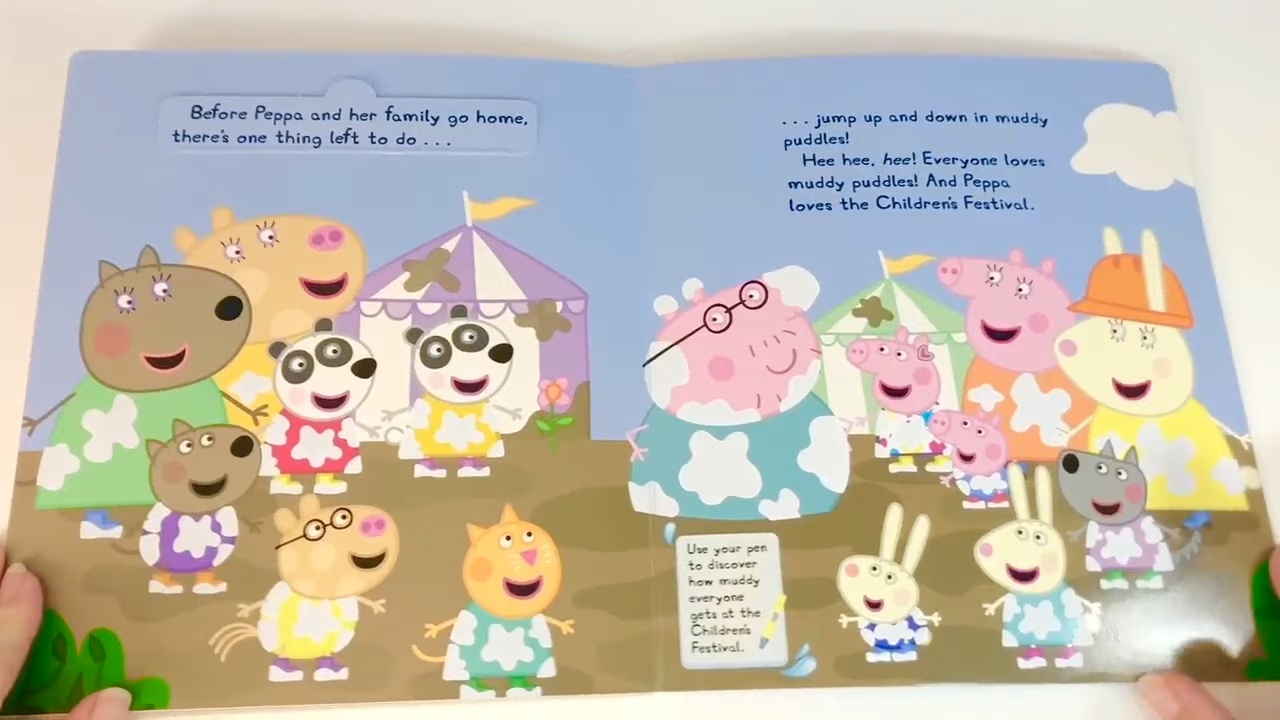 Before Peppa and her family go home,
there's one thing left to do . . .
. . . jump up and down in muddy
puddles!
Hee hee, hee! Everyone loves
muddy puddles! And Peppa
loves the Children's Festival.
Use your pen
to discover
how muddy
everyone
gets at the
Children's
Festival.